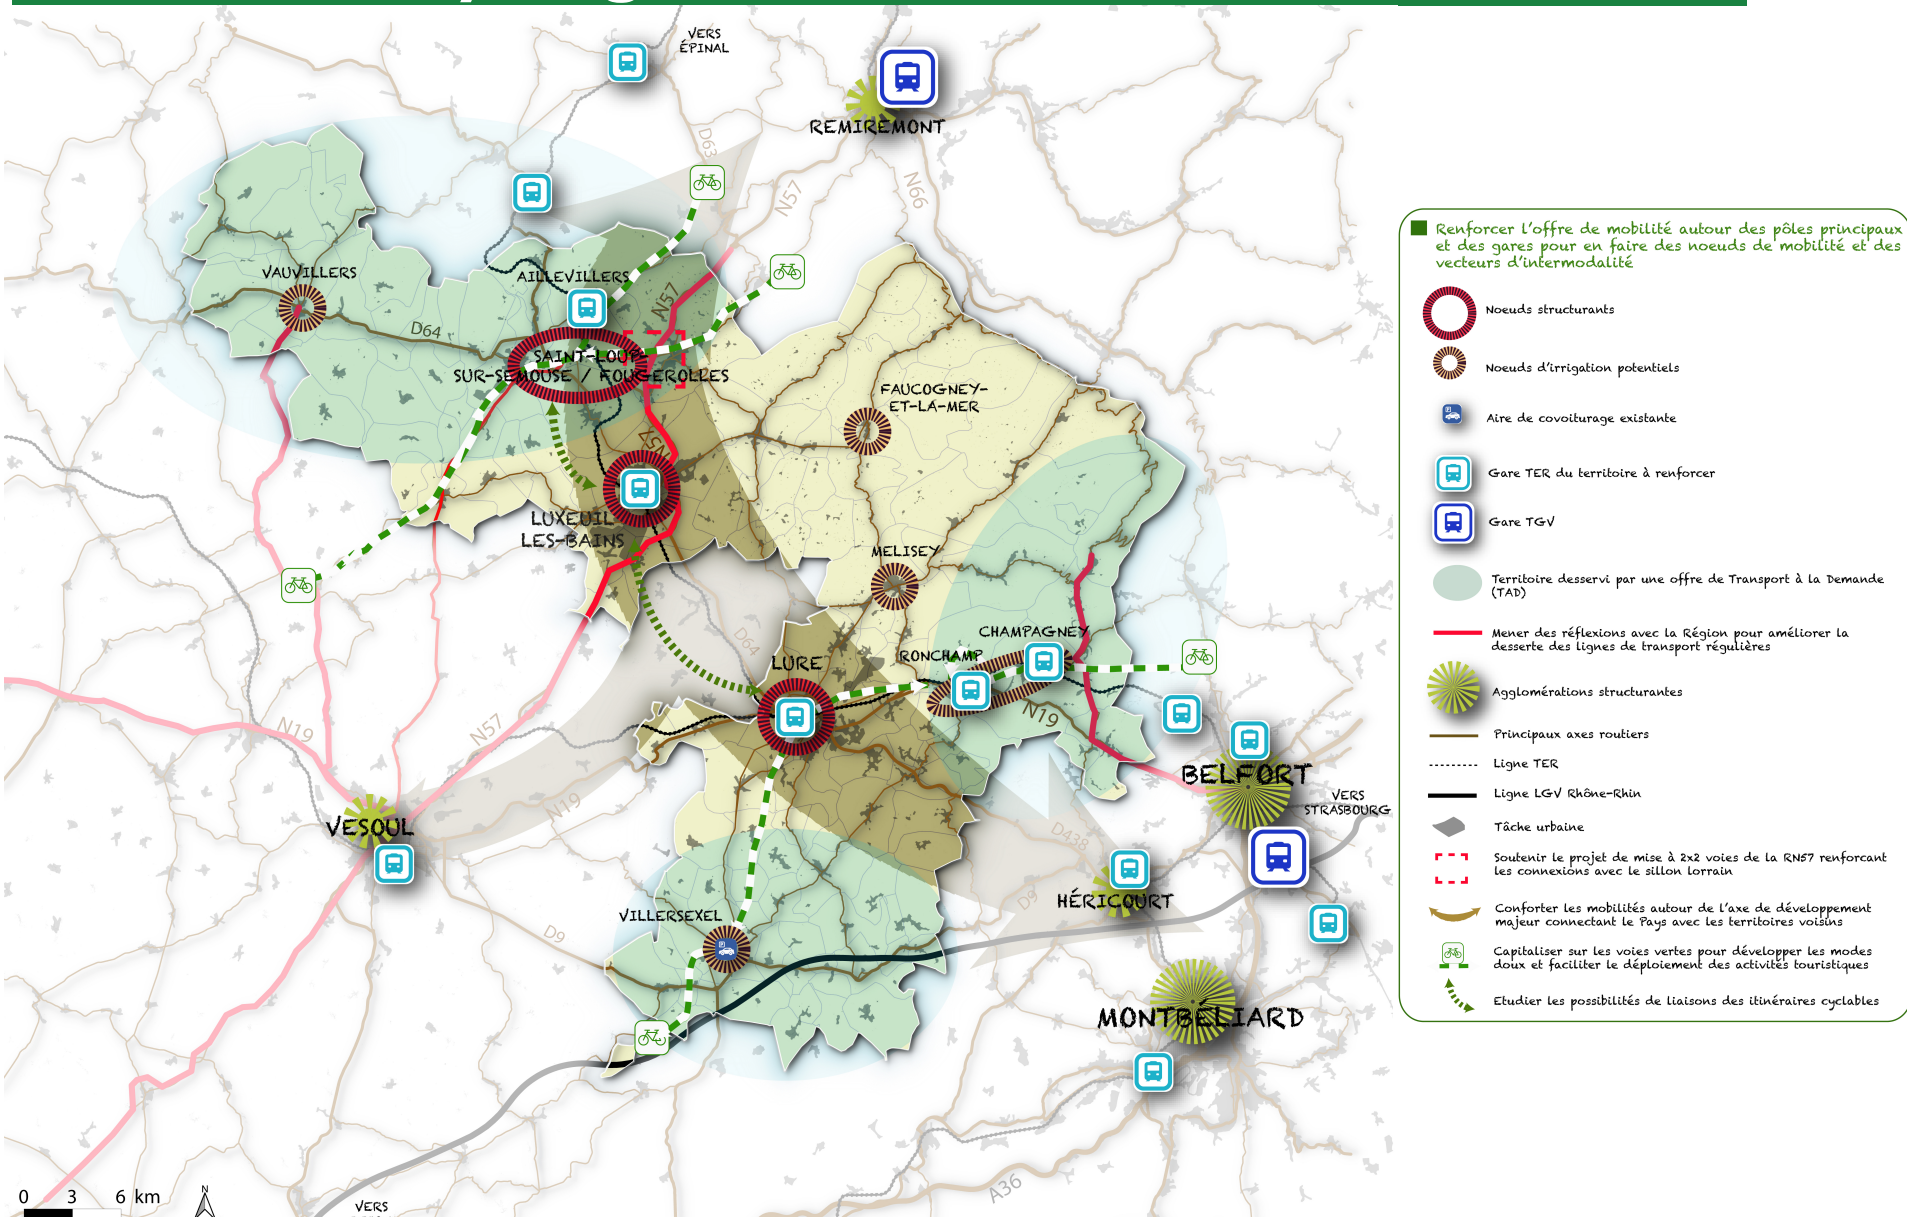 VERS
ÉPINAL
REMIREMONT
D63
N57
N66
VAUVILLERS
AILLEVILLERS
N57
D64
SAINT-LOUP-
SUR-SEMOUSE / FOUGEROLLES
FAUCOGNEY-
ET-LA-MER
N57
LUXEUIL
LES-BAINS
MELISEY
D64
CHAMPAGNEY
RONCHAMP
LURE
N19
N19
N57
BELFORT
VERS
STRASBOURG
N19
VESOUL
D438
D9
HÉRICOURT
VILLERSEXEL
D9
MONTBÉLIARD
A36
0 3 6 km
N
VERS
Renforcer l'offre de mobilité autour des pôles principaux
et des gares pour en faire des noeuds de mobilité et des
vecteurs d'intermodalité
Noeuds structurants
Noeuds d'irrigation potentiels
Aire de covoiturage existante
Gare TER du territoire à renforcer
Gare TGV
Territoire desservi par une offre de Transport à la Demande
(TAD)
Mener des réflexions avec la Région pour améliorer la
desserte des lignes de transport régulières
Agglomérations structurantes
Principaux axes routiers
Ligne TER
Ligne LGV Rhône-Rhin
Tâche urbaine
Soutenir le projet de mise à 2x2 voies de la RN57 renforcant
les connexions avec le sillon lorrain
Conforter les mobilités autour de l'axe de développement
majeur connectant le Pays avec les territoires voisins
Capitaliser sur les voies vertes pour développer les modes
doux et faciliter le déploiement des activités touristiques
Etudier les possibilités de liaisons des itinéraires cyclables